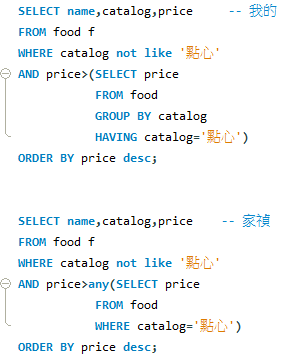 SELECT name,catalog,price    -- 我的
FROM food f
WHERE catalog not like '點心'
AND price>(SELECT price
           FROM food
           GROUP BY catalog
           HAVING catalog='點心')
ORDER BY price desc;
SELECT name,catalog,price    -- 家禎
FROM food f
WHERE catalog not like '點心'
AND price>any(SELECT price
           FROM food
           WHERE catalog='點心')
ORDER BY price desc;